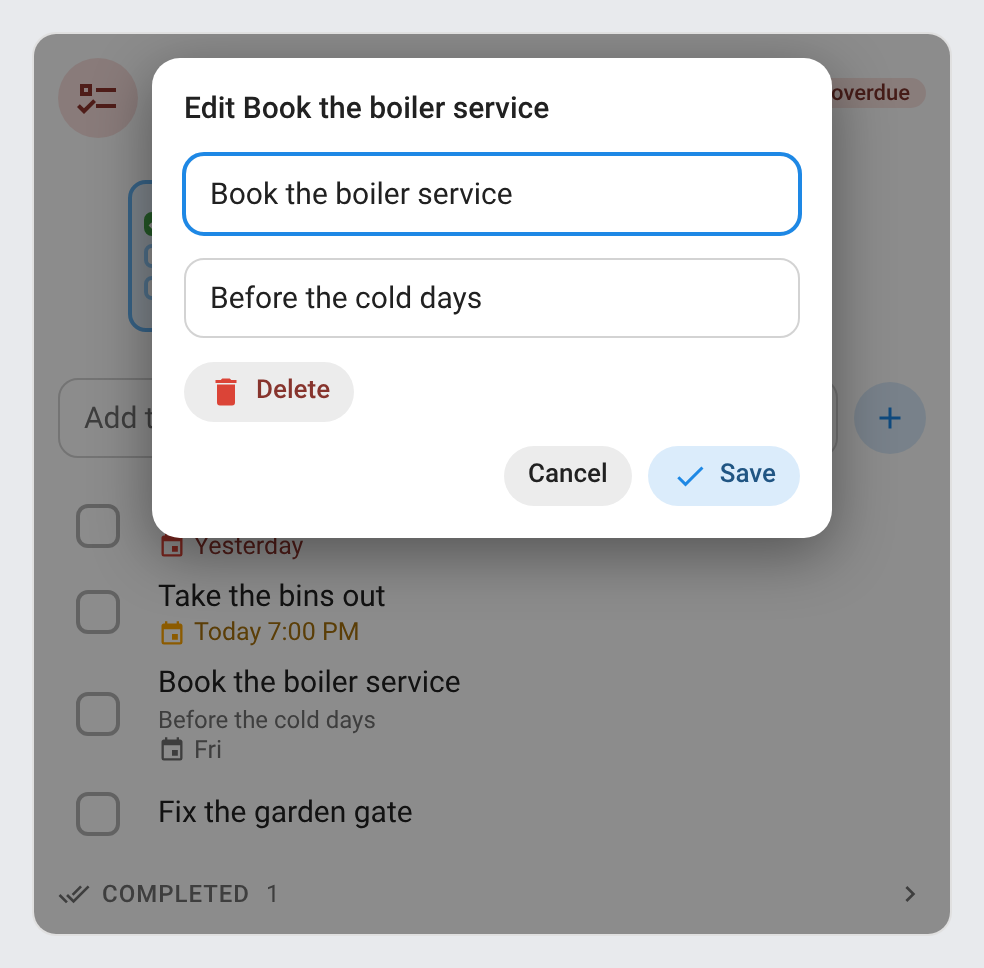 overdue
Edit Book the boiler service
Book the boiler service
Before the cold days
Delete
Add
Cancel
Save
Yesterday
Take the bins out
Today 7:00 PM
Book the boiler service
Before the cold days
Fri
Fix the garden gate
COMPLETED 1